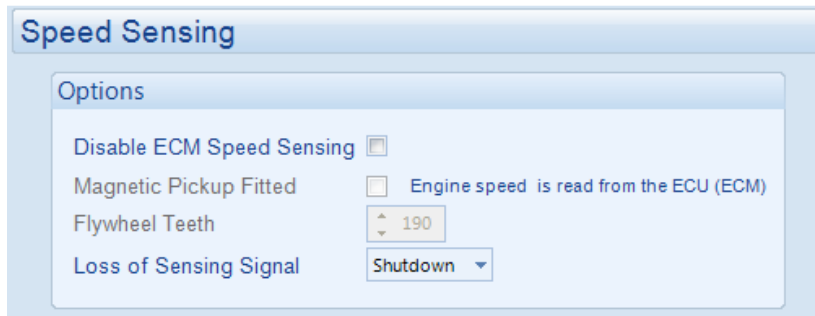 Speed Sensing
Options
Disable ECM Speed Sensing
Magnetic Pickup Fitted Engine speed is read from the ECU (ECM)
Flywheel Teeth 190
Loss of Sensing Signal Shutdown